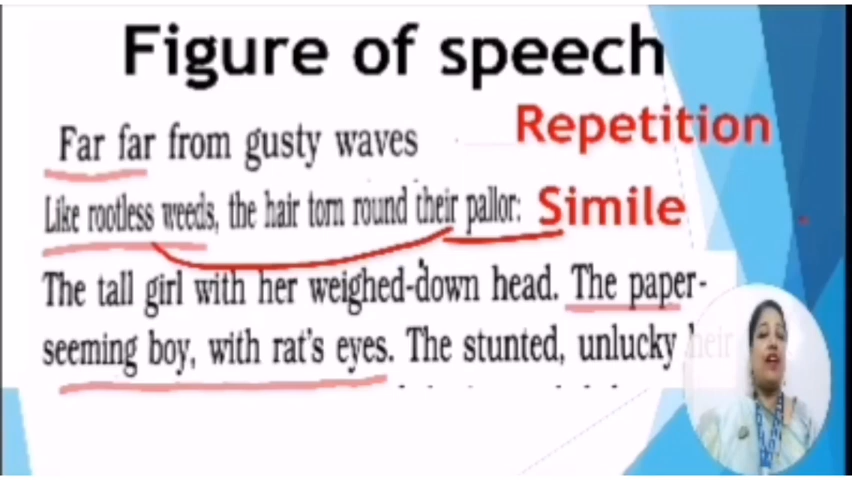 Figure of speech
Far far from gusty waves
Repetition
Like rootless weeds, the hair torn round their pallor:
Simile
The tall girl with her weighed-down head. The paper-
seeming boy, with rat's eyes. The stunted, unlucky heir